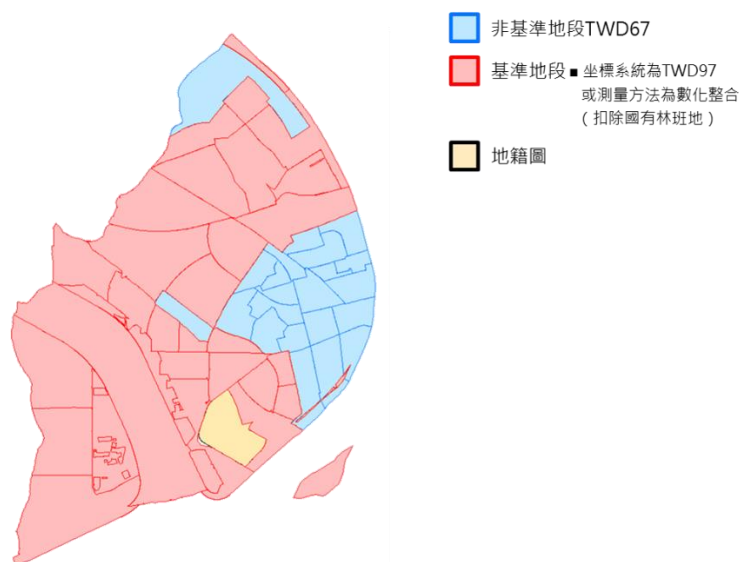 非基準地段TWD67
基準地段 ▪ 坐標系統為TWD97
或測量方法為數化整合
( 扣除國有林班地 )
地籍圖